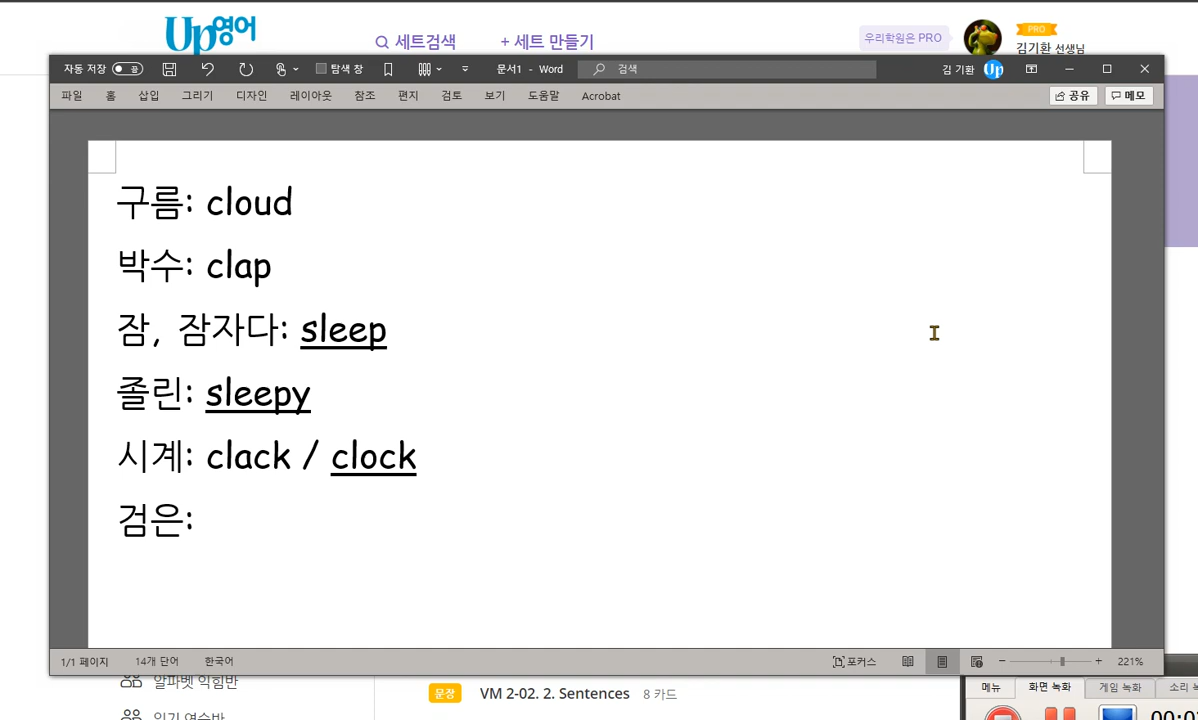 Up영어
세트검색
+ 세트 만들기
우리학원은 PRO
PRO
김기환 선생님
자동 저장 끔
탐색 창
문서1 - Word
검색
김 기환
Up
파일 홈 삽입 그리기 디자인 레이아웃 참조 편지 검토 보기 도움말 Acrobat
공유
메모
구름: cloud
박수: clap
잠, 잠자다: sleep
졸린: sleepy
시계: clack / clock
검은:
1/1 페이지 14개 단어 한국어
포커스
221%
알파벳 익힘반
문장
VM 2-02. 2. Sentences
8 카드
메뉴 화면 녹화 게임 녹화 소리